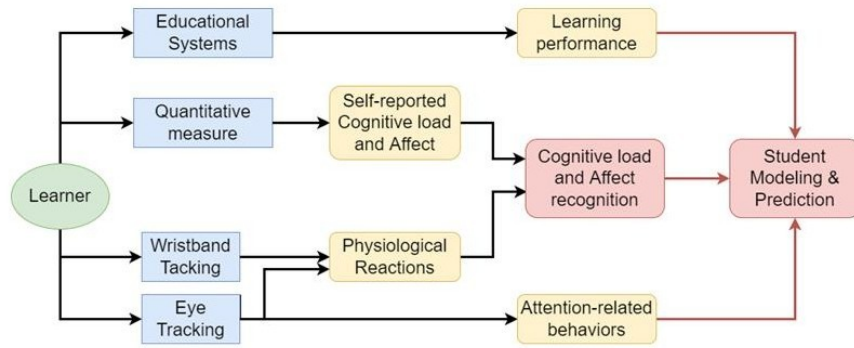 Educational
Systems
Learning
performance
Quantitative
measure
Self-reported
Cognitive load
and Affect
Cognitive load
and Affect
recognition
Student
Modeling &
Prediction
Learner
Wristband
Tacking
Physiological
Reactions
Eye
Tracking
Attention-related
behaviors